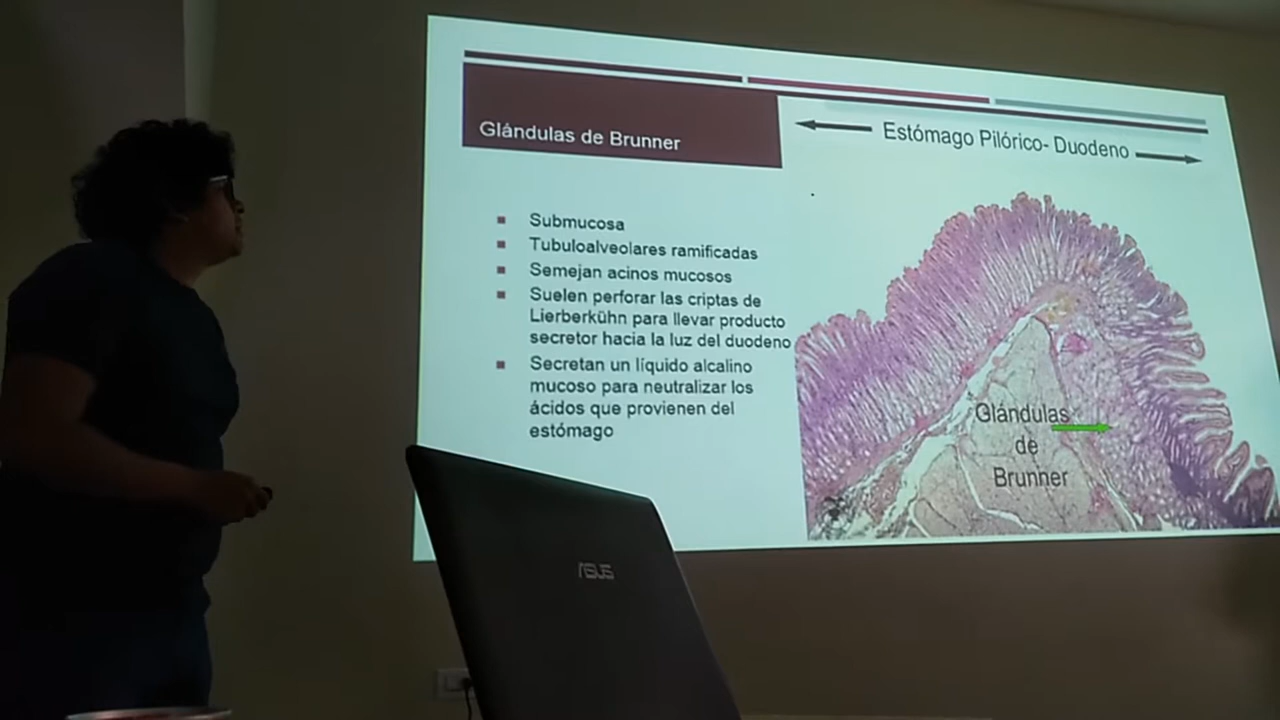 Glándulas de Brunner
Estómago Pilórico- Duodeno
Submucosa
Tubuloalveolares ramificadas
Semejan acinos mucosos
Suelen perforar las criptas de
Lierberkühn para llevar producto
secretor hacia la luz del duodeno
Secretan un líquido alcalino
mucoso para neutralizar los
ácidos que provienen del
estómago
Glándulas
de
Brunner
ASUS